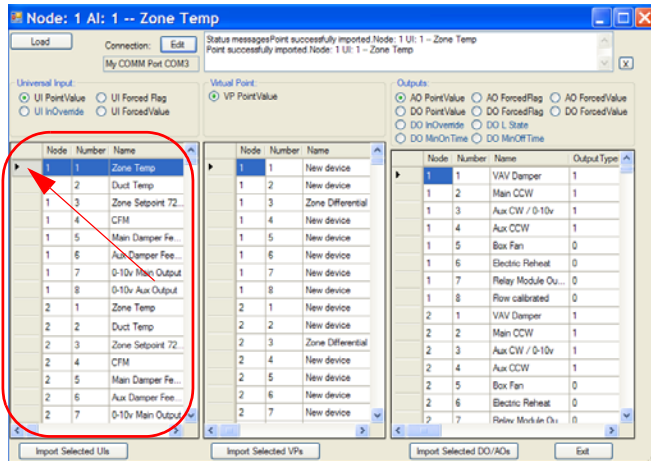 Node: 1 AI: 1 -- Zone Temp
Load
Connection: Edit
My COMM Port COM3
Status messagesPoint successfully imported.Node: 1 UI: 1 -- Zone Temp
Point successfully imported.Node: 1 UI: 1 -- Zone Temp
X
Universal Input:
UI PointValue UI Forced Flag
UI InOverride UI ForcedValue
Virtual Point:
VP PointValue
Outputs:
AO PointValue AO ForcedFlag AO ForcedValue
DO PointValue DO ForcedFlag DO ForcedValue
DO InOverride DO L State
DO MinOnTime DO MinOffTime
Node Number Name
1 1 Zone Temp
1 2 Duct Temp
1 3 Zone Setpoint 72...
1 4 CFM
1 5 Main Damper Fe...
1 6 Aux Damper Fee...
1 7 0-10v Main Output
1 8 0-10v Aux Output
2 1 Zone Temp
2 2 Duct Temp
2 3 Zone Setpoint 72...
2 4 CFM
2 5 Main Damper Fe...
2 6 Aux Damper Fee...
2 7 0-10v Main Output
Node Number Name
1 1 New device
1 2 New device
1 3 Zone Differential
1 4 New device
1 5 New device
1 6 New device
1 7 New device
1 8 New device
2 1 New device
2 2 New device
2 3 Zone Differential
2 4 New device
2 5 New device
2 6 New device
2 7 New device
Node Number Name OutputType
1 1 VAV Damper 1
1 2 Main CCW 1
1 3 Aux CW / 0-10v 1
1 4 Aux CCW 1
1 5 Box Fan 0
1 6 Electric Reheat 0
1 7 Relay Module Ou... 0
1 8 Flow calibrated 0
2 1 VAV Damper 1
2 2 Main CCW 1
2 3 Aux CW / 0-10v 1
2 4 Aux CCW 1
2 5 Box Fan 0
2 6 Electric Reheat 0
2 7 Relay Module Ou... 0
Import Selected UIs
Import Selected VPs
Import Selected DO/AOs
Exit